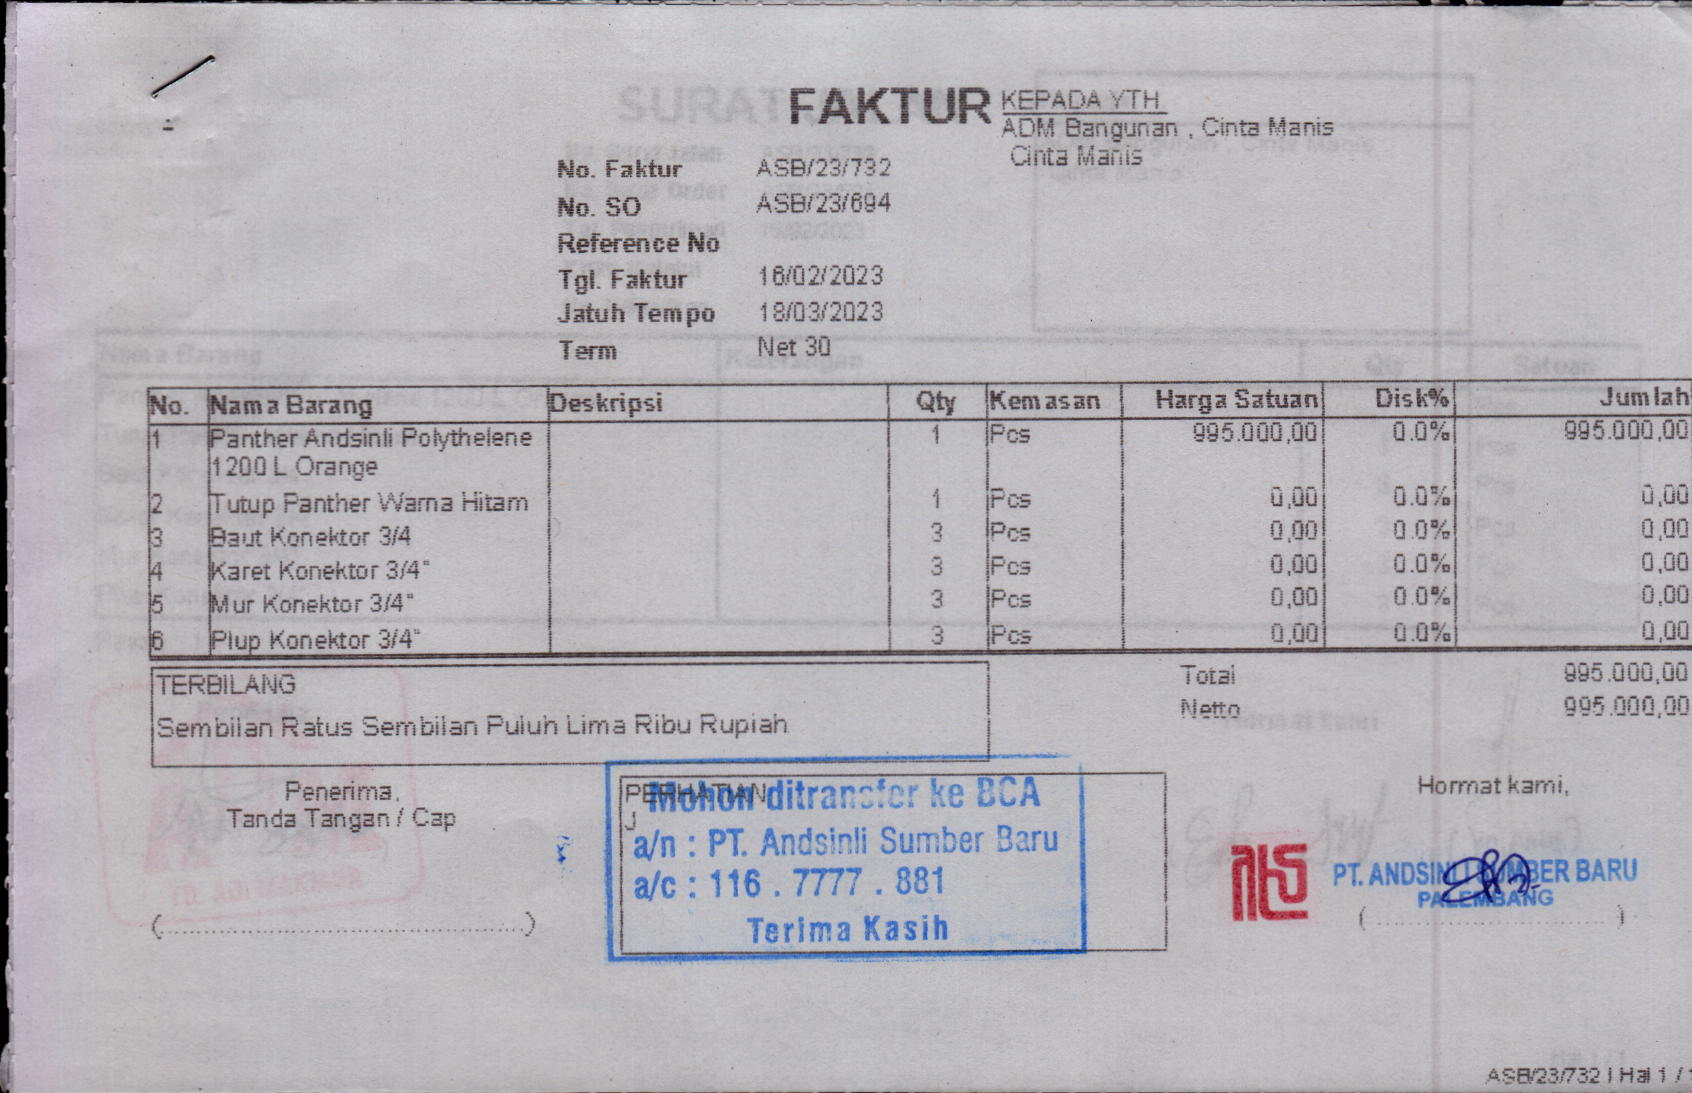 FAKTUR
KEPADA YTH
ADM Bangunan , Cinta Manis
Cinta Manis
No. Faktur ASB/23/732
No. SO ASB/23/694
Reference No
Tgl. Faktur 16/02/2023
Jatuh Tempo 18/03/2023
Term Net 30
No. Nama Barang Deskripsi Qty Kemasan Harga Satuan Disk% Jumlah
1 Panther Andsinli Polythelene 1 Pcs 995.000,00 0.0% 995.000,00
1200 L Orange
2 Tutup Panther Warna Hitam 1 Pcs 0,00 0.0% 0,00
3 Baut Konektor 3/4 3 Pcs 0,00 0.0% 0,00
4 Karet Konektor 3/4" 3 Pcs 0,00 0.0% 0,00
5 Mur Konektor 3/4" 3 Pcs 0,00 0.0% 0,00
6 Plup Konektor 3/4" 3 Pcs 0,00 0.0% 0,00
TERBILANG
Sembilan Ratus Sembilan Puluh Lima Ribu Rupiah
Total 995.000,00
Netto 995.000,00
Penerima,
Tanda Tangan / Cap
(....................................)
PERHATIAN
J
Mohon ditransfer ke BCA
a/n : PT. Andsinli Sumber Baru
a/c : 116 . 7777 . 881
Terima Kasih
Hormat kami,
PT. ANDSINLI SUMBER BARU
PALEMBANG
(....................................)
ASB/23/732 | Hal 1 / 1